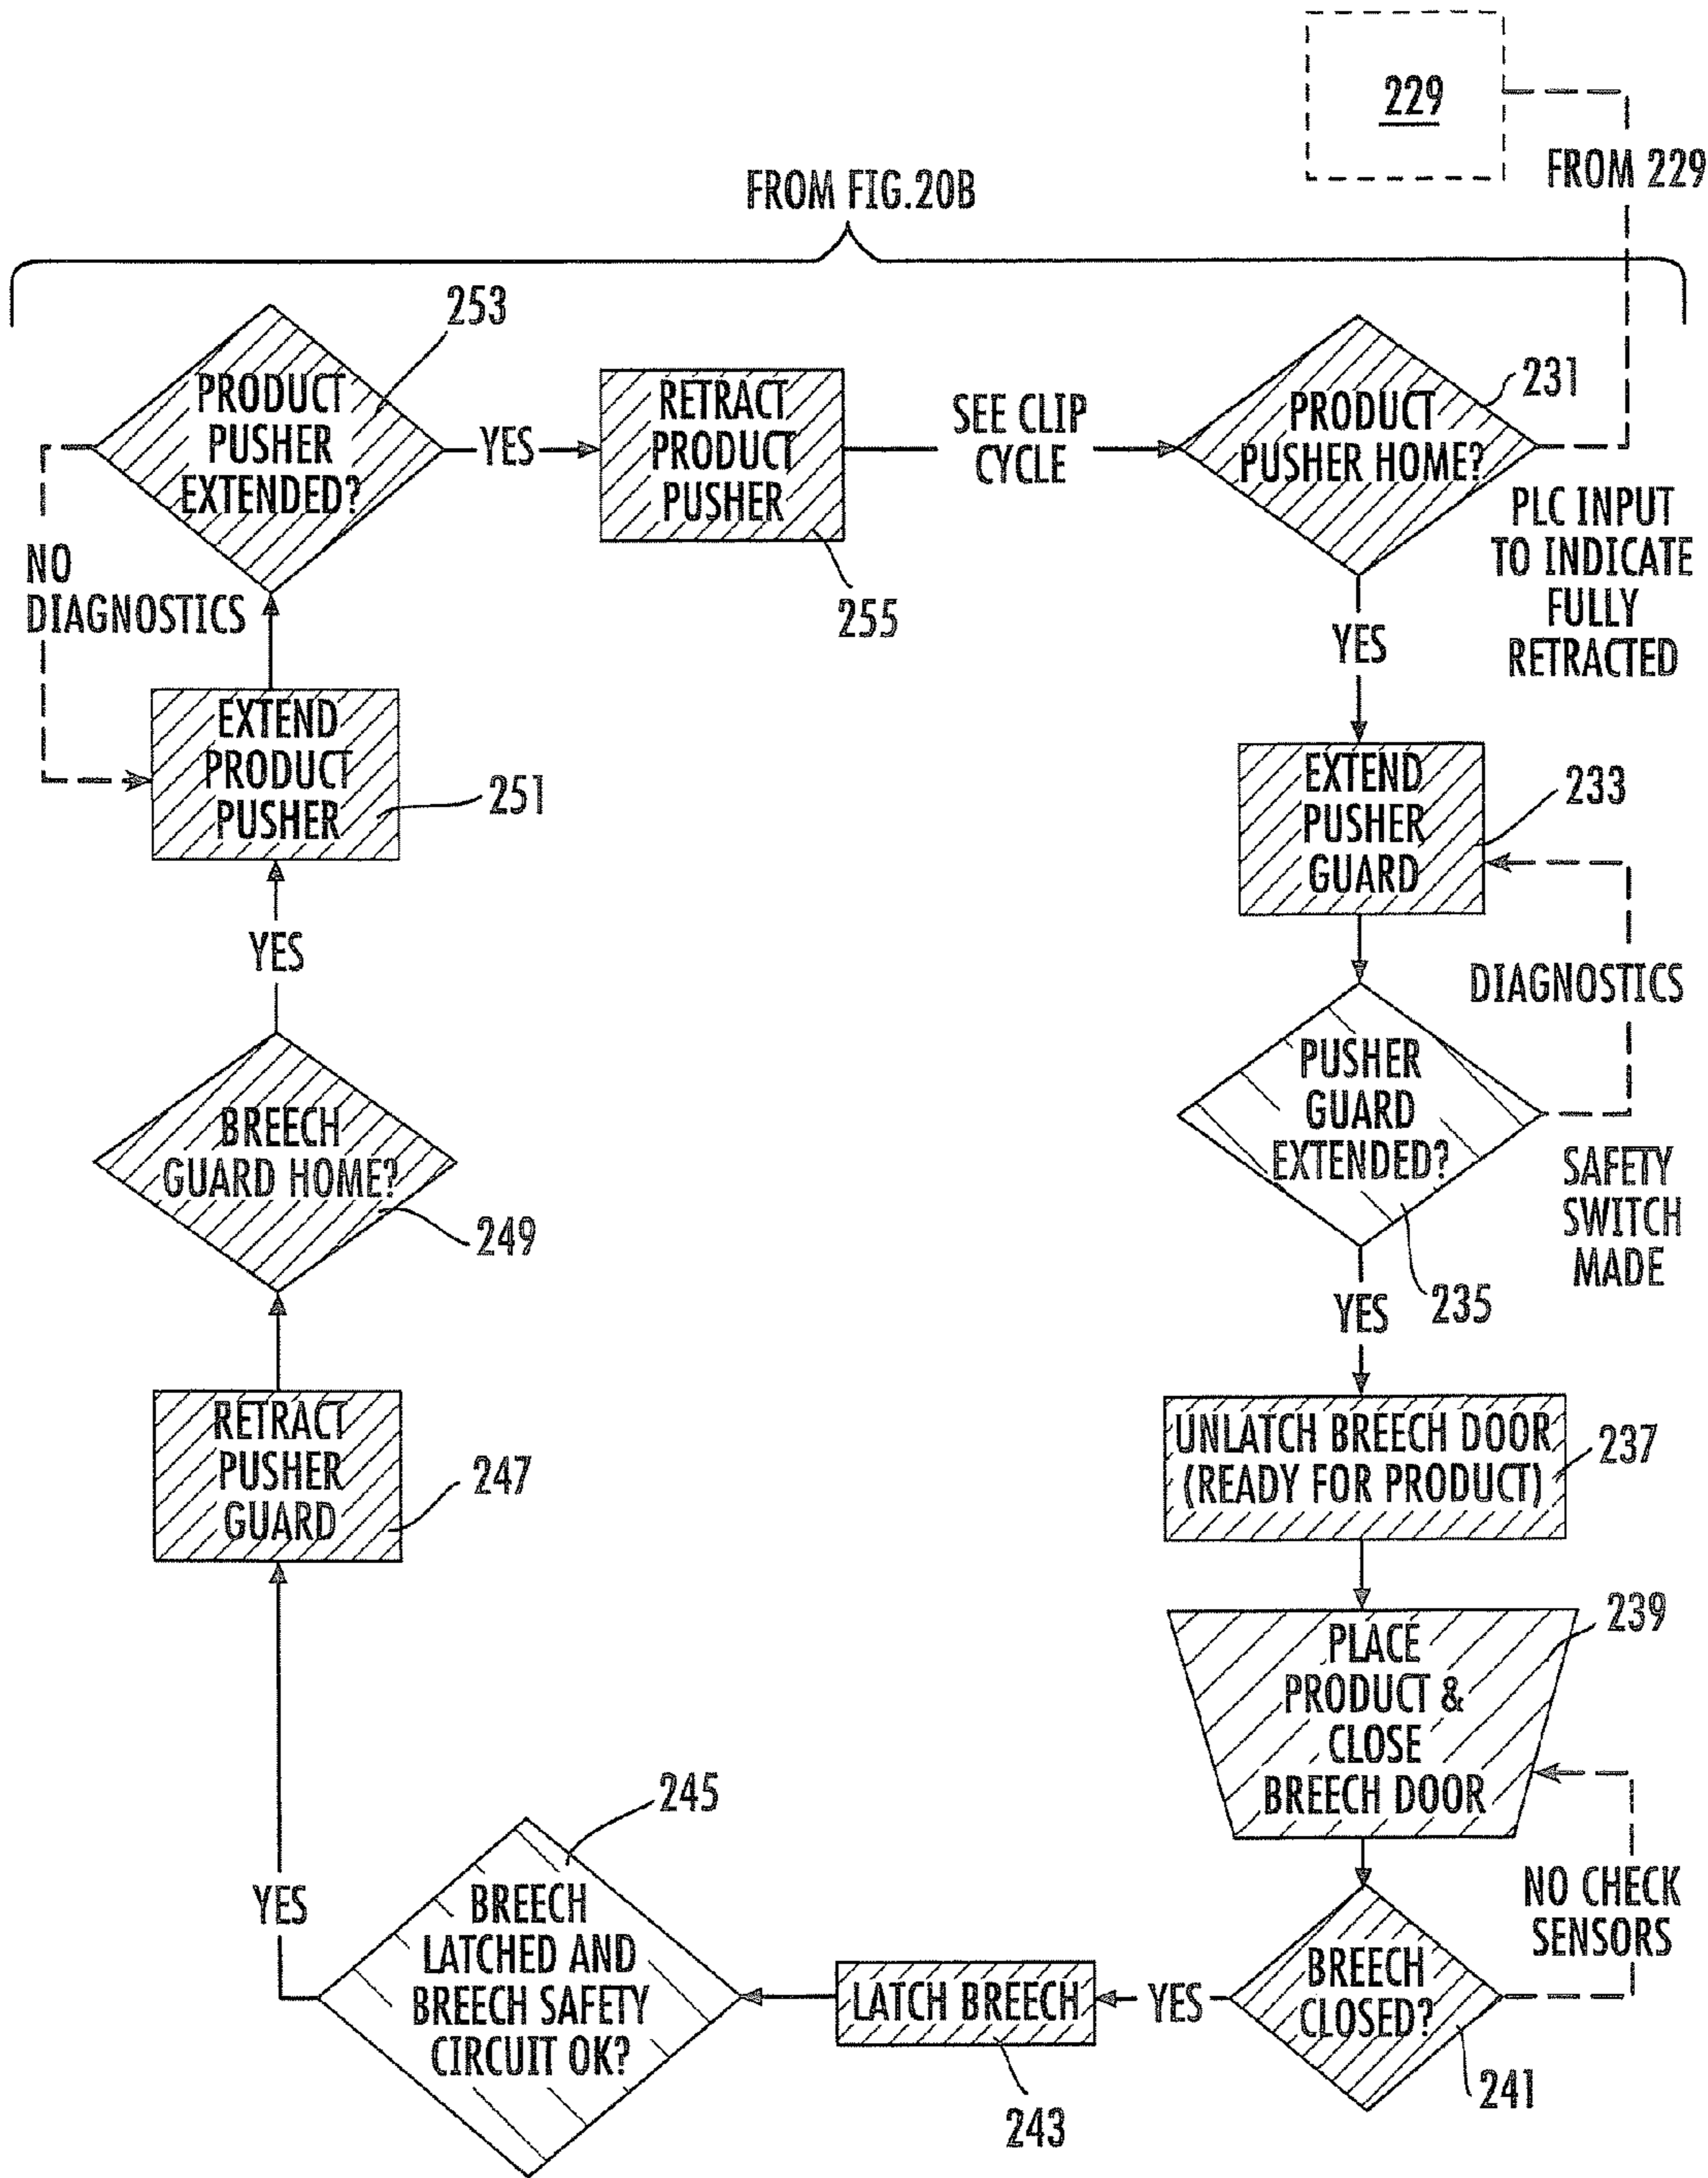 229
FROM 229
FROM FIG.20B
253
PRODUCT
PUSHER
EXTENDED?
YES
RETRACT
PRODUCT
PUSHER
255
SEE CLIP
CYCLE
231
PRODUCT
PUSHER HOME?
PLC INPUT
TO INDICATE
FULLY
RETRACTED
NO
DIAGNOSTICS
YES
EXTEND
PRODUCT
PUSHER
251
EXTEND
PUSHER
GUARD
233
YES
DIAGNOSTICS
BREECH
GUARD HOME?
249
PUSHER
GUARD
EXTENDED?
SAFETY
SWITCH
MADE
235
YES
RETRACT
PUSHER
GUARD
247
UNLATCH BREECH DOOR
(READY FOR PRODUCT)
237
PLACE
PRODUCT &
CLOSE
BREECH DOOR
239
245
YES
BREECH
LATCHED AND
BREECH SAFETY
CIRCUIT OK?
LATCH BREECH
243
YES
BREECH
CLOSED?
241
NO CHECK
SENSORS